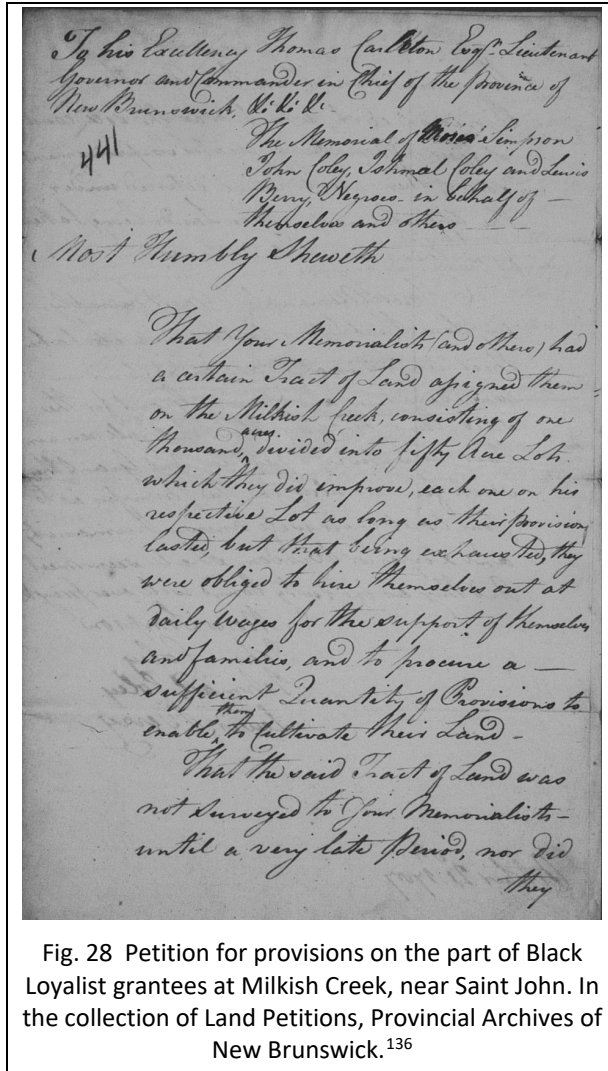 To his Excellency Thomas Carleton Esqr. Lieutenant
Governor and Commander in Chief of the province of
New Brunswick, &c &c &c
441
The Memorial of Simpson
John Coley, Ishmael Coley and Lewis
Berry, Negroes - in behalf of —
themselves and others
Most Humbly Sheweth
That Your Memorialists (and others) had
a certain Tract of Land assigned them
on the Milkish Creek, consisting of one
thousand acres, divided into fifty Acre Lots
which they did improve, each one on his
respective Lot as long as their provisions
lasted, but that being exhausted, they
were obliged to hire themselves out at
daily wages for the support of themselves
and families, and to procure a —
sufficient Quantity of Provisions to
enable them to Cultivate their Land -
That the said Tract of Land was
not surveyed to Your Memorialists -
until a very late Period, nor did
they
Fig. 28 Petition for provisions on the part of Black
Loyalist grantees at Milkish Creek, near Saint John. In
the collection of Land Petitions, Provincial Archives of
New Brunswick.136